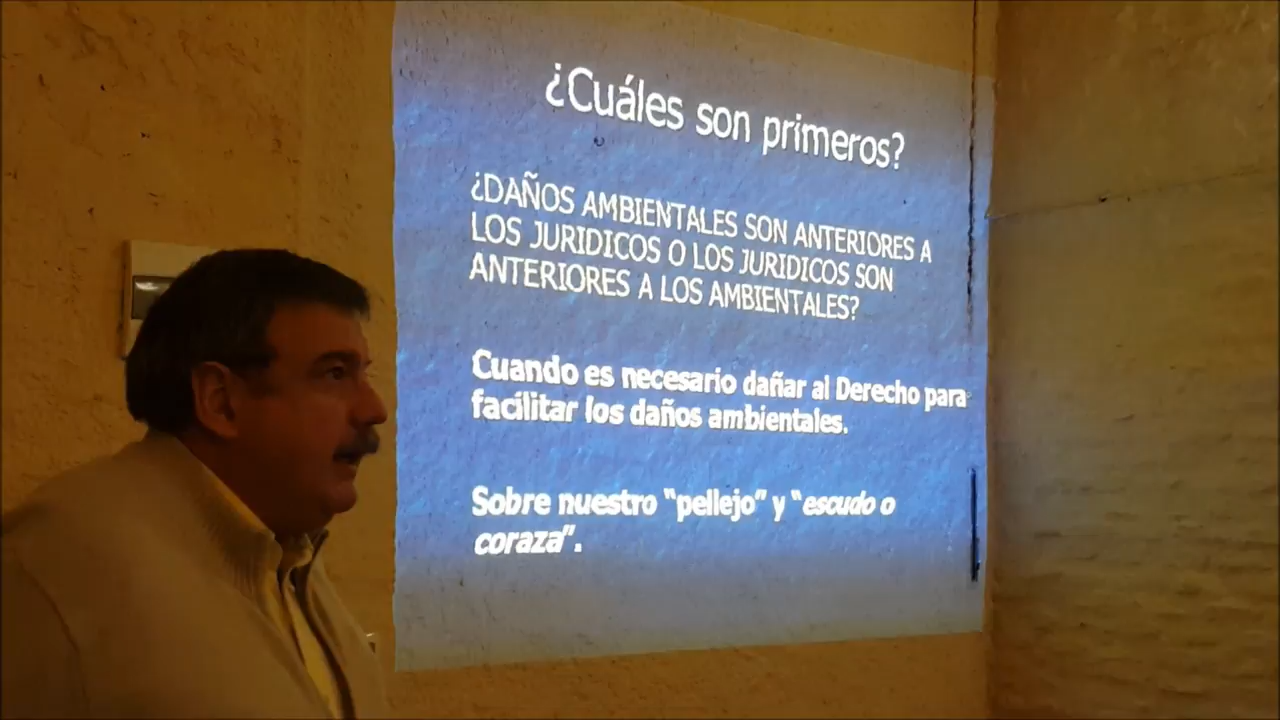 ¿Cuáles son primeros?
¿DAÑOS AMBIENTALES SON ANTERIORES A
LOS JURIDICOS O LOS JURIDICOS SON
ANTERIORES A LOS AMBIENTALES?
Cuando es necesario dañar al Derecho para
facilitar los daños ambientales.
Sobre nuestro “pellejo” y “escudo o
coraza”.